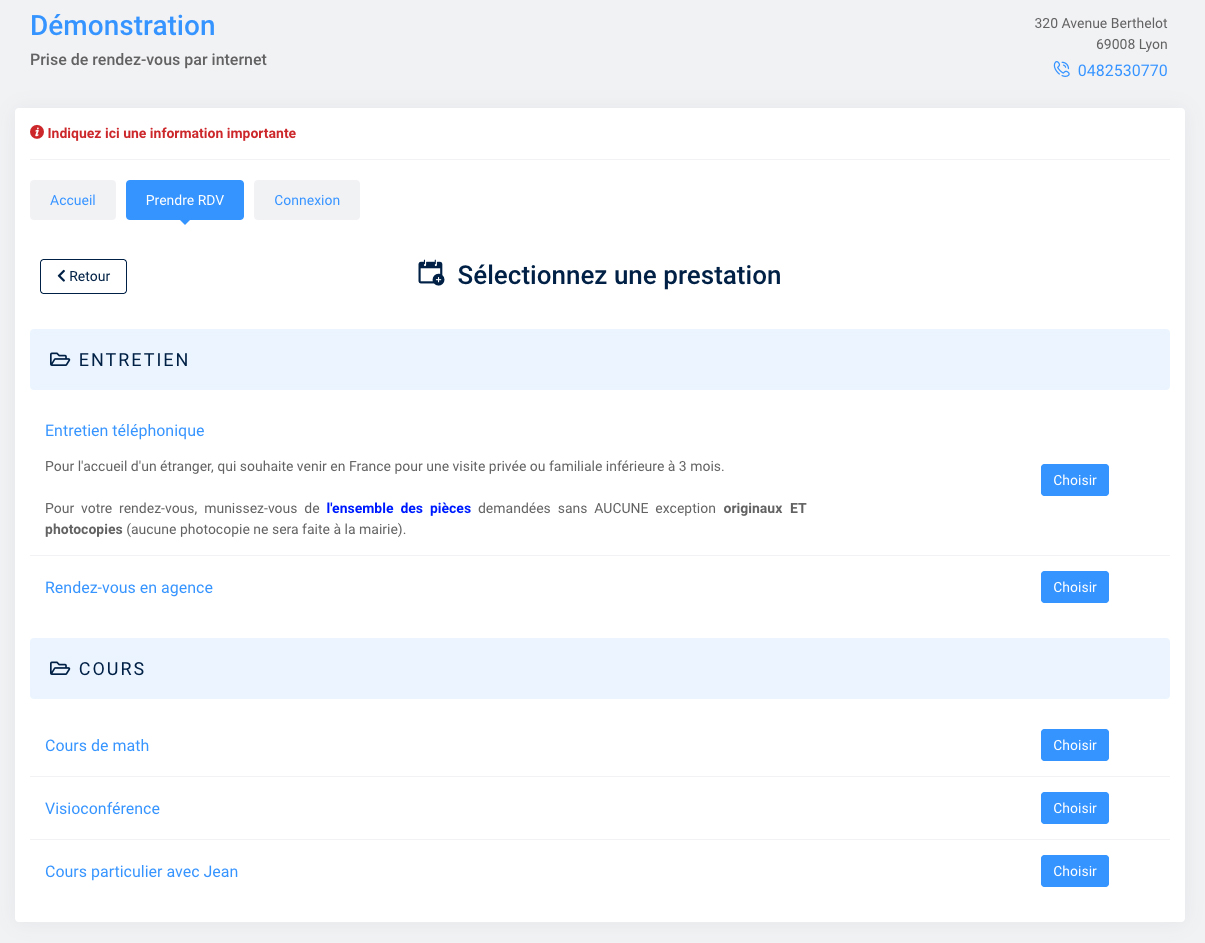 Démonstration
Prise de rendez-vous par internet
320 Avenue Berthelot
69008 Lyon
0482530770
Indiquez ici une information importante
Accueil
Prendre RDV
Connexion
Retour
Sélectionnez une prestation
ENTRETIEN
Entretien téléphonique
Pour l'accueil d'un étranger, qui souhaite venir en France pour une visite privée ou familiale inférieure à 3 mois.
Choisir
Pour votre rendez-vous, munissez-vous de l'ensemble des pièces demandées sans AUCUNE exception originaux ET
photocopies (aucune photocopie ne sera faite à la mairie).
Rendez-vous en agence
Choisir
COURS
Cours de math
Choisir
Visioconférence
Choisir
Cours particulier avec Jean
Choisir